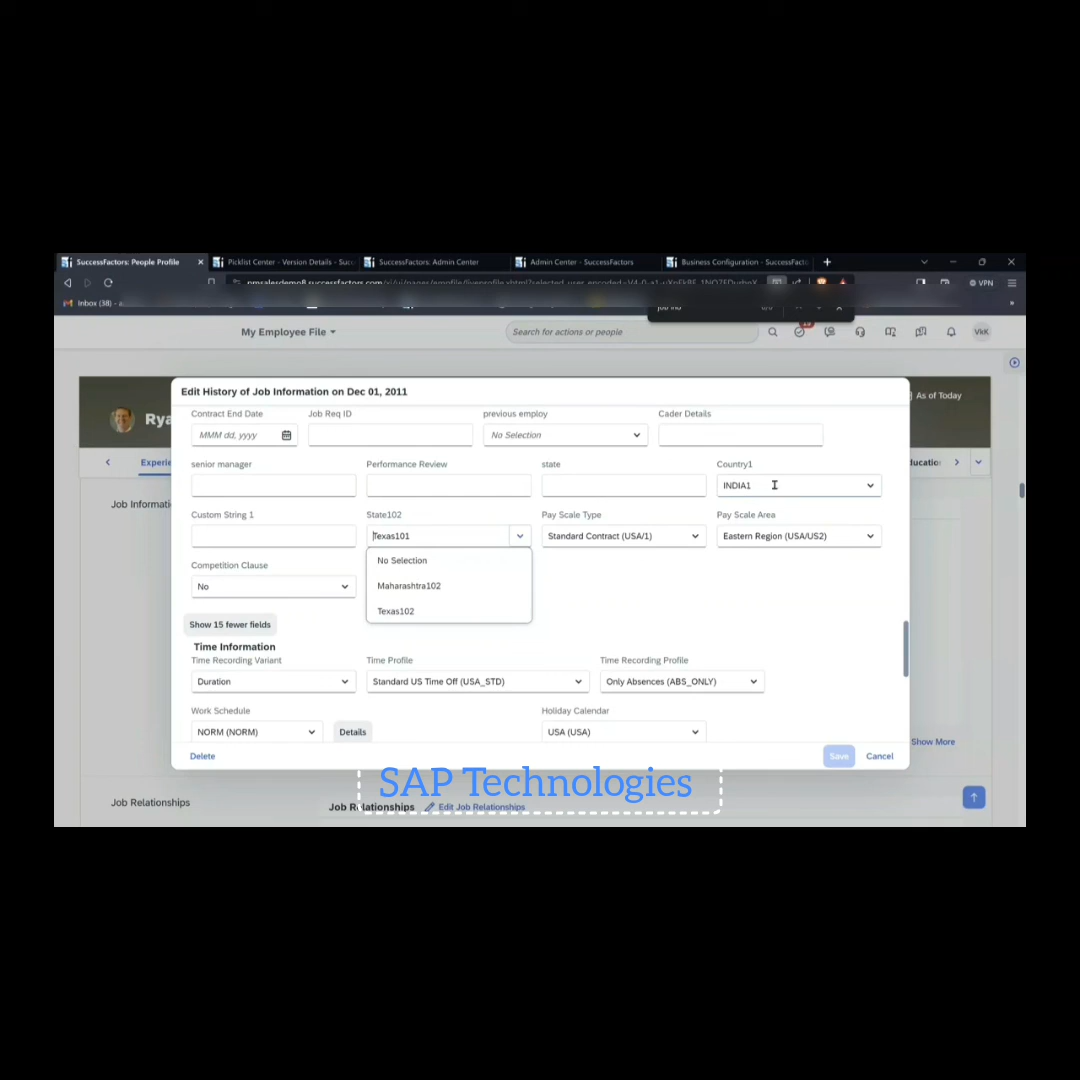 SuccessFactors: People Profile
Picklist Center - Version Details - Succ
SuccessFactors: Admin Center
Admin Center - SuccessFactors
Business Configuration - SuccessFacto
VPN
Inbox (38) - a
My Employee File
Search for actions or people
VkK
Edit History of Job Information on Dec 01, 2011
As of Today
Rya
Contract End Date
Job Req ID
previous employ
Cader Details
MMM dd, yyyy
No Selection
Experie
ducatio
senior manager
Performance Review
state
Country1
INDIA1
Job Informati
Custom String 1
State102
Pay Scale Type
Pay Scale Area
Texas101
Standard Contract (USA/1)
Eastern Region (USA/US2)
No Selection
Maharashtra102
Texas102
Competition Clause
No
Show 15 fewer fields
Time Information
Time Recording Variant
Time Profile
Time Recording Profile
Duration
Standard US Time Off (USA_STD)
Only Absences (ABS_ONLY)
Work Schedule
Holiday Calendar
NORM (NORM)
Details
USA (USA)
Show More
Delete
Save
Cancel
SAP Technologies
Job Relationships
Job Relationships
Edit Job Relationships